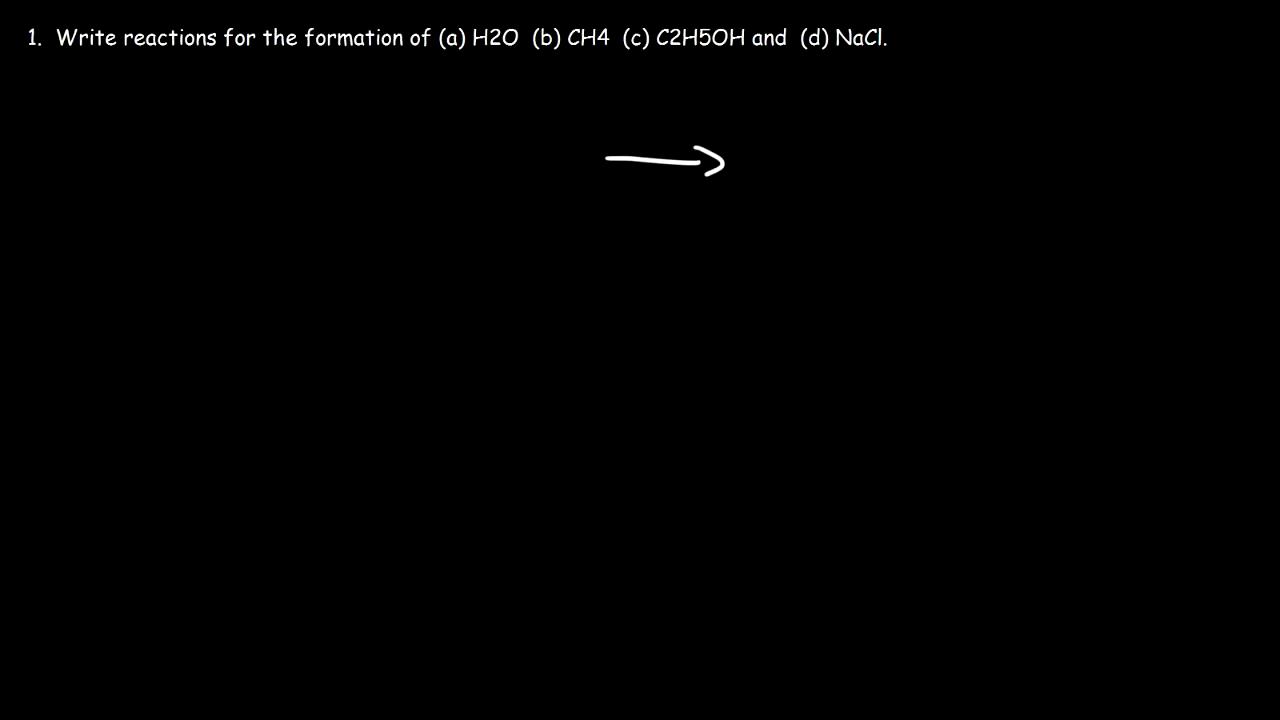 1. Write reactions for the formation of (a) H2O (b) CH4 (c) C2H5OH and (d) NaCl.